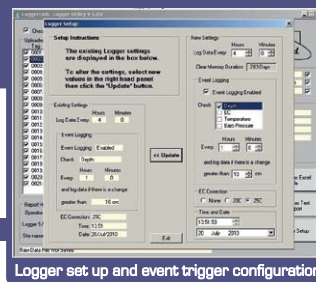 Logger Setup
Setup Instructions
The existing Logger settings
are displayed in the box below.
To alter the settings, select new
values in the right hand panel
then click the "Update" button.
Existing Settings
Hours Minutes
Log Data Every: 4 0
Event Logging
Event Logging: Enabled
Check: Depth
Hours Minutes
Every: 1 0
and log data if there is a change
greater than: 10 cm
EC Correction: 25C
Time: 13:51
Date: 20/Jul/2013
<< Update
Exit
New Settings
Hours Minutes
Log Data Every: 4 0
Event Logging
Event Logging Enabled
Check: Depth
EC
Temperature
Baro Pressure
Hours Minutes
Every: 1 0
and log data if there is a change
greater than: 10 cm
EC Correction
None 20C 25C
Time and Date
13:51:53
20 July 2013
Logger set up and event trigger configuration